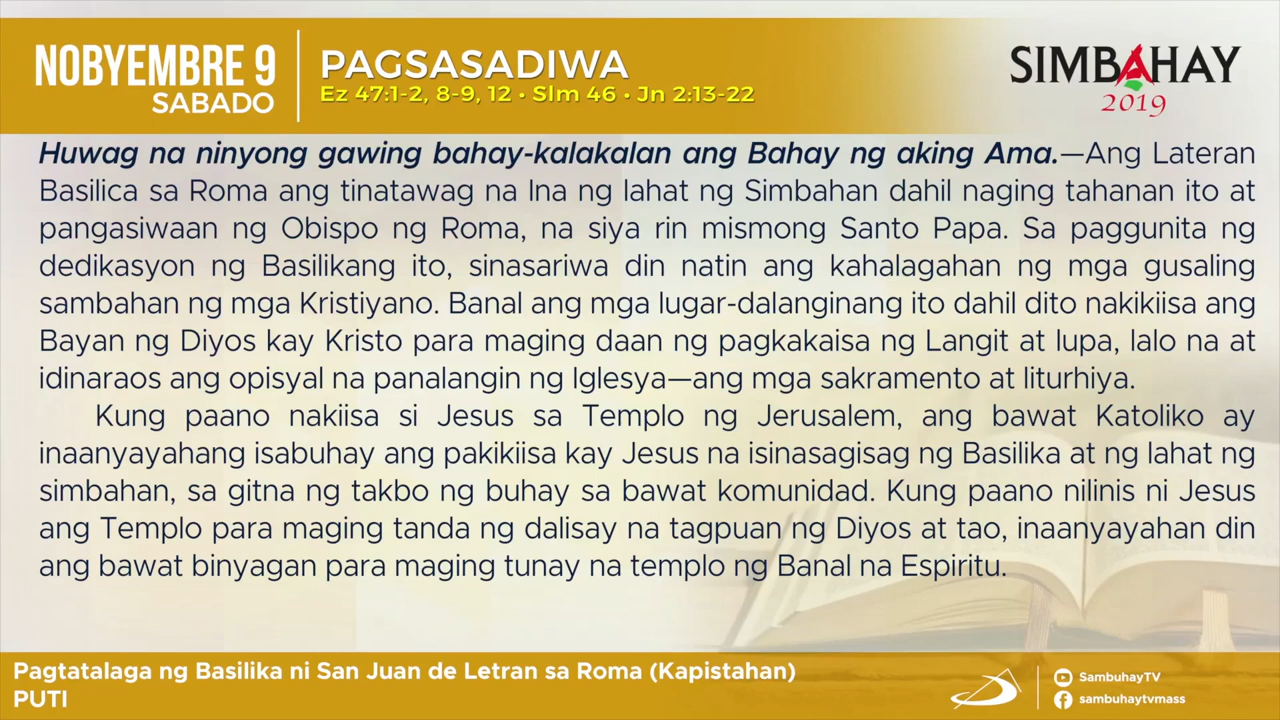 NOBYEMBRE 9
SABADO
PAGSASADIWA
Ez 47:1-2, 8-9, 12 • Slm 46 • Jn 2:13-22
SIMBAHAY
2019
Huwag na ninyong gawing bahay-kalakalan ang Bahay ng aking Ama.—Ang Lateran
Basilica sa Roma ang tinatawag na Ina ng lahat ng Simbahan dahil naging tahanan ito at
pangasiwaan ng Obispo ng Roma, na siya rin mismong Santo Papa. Sa paggunita ng
dedikasyon ng Basilikang ito, sinasariwa din natin ang kahalagahan ng mga gusaling
sambahan ng mga Kristiyano. Banal ang mga lugar-dalanginang ito dahil dito nakikiisa ang
Bayan ng Diyos kay Kristo para maging daan ng pagkakaisa ng Langit at lupa, lalo na at
idinaraos ang opisyal na panalangin ng Iglesya—ang mga sakramento at liturhiya.
Kung paano nakiisa si Jesus sa Templo ng Jerusalem, ang bawat Katoliko ay
inaanyayahang isabuhay ang pakikiisa kay Jesus na isinasagisag ng Basilika at ng lahat ng
simbahan, sa gitna ng takbo ng buhay sa bawat komunidad. Kung paano nilinis ni Jesus
ang Templo para maging tanda ng dalisay na tagpuan ng Diyos at tao, inaanyayahan din
ang bawat binyagan para maging tunay na templo ng Banal na Espiritu.
Pagtatalaga ng Basilika ni San Juan de Letran sa Roma (Kapistahan)
PUTI
SambuhayTV
sambuhaytvmass